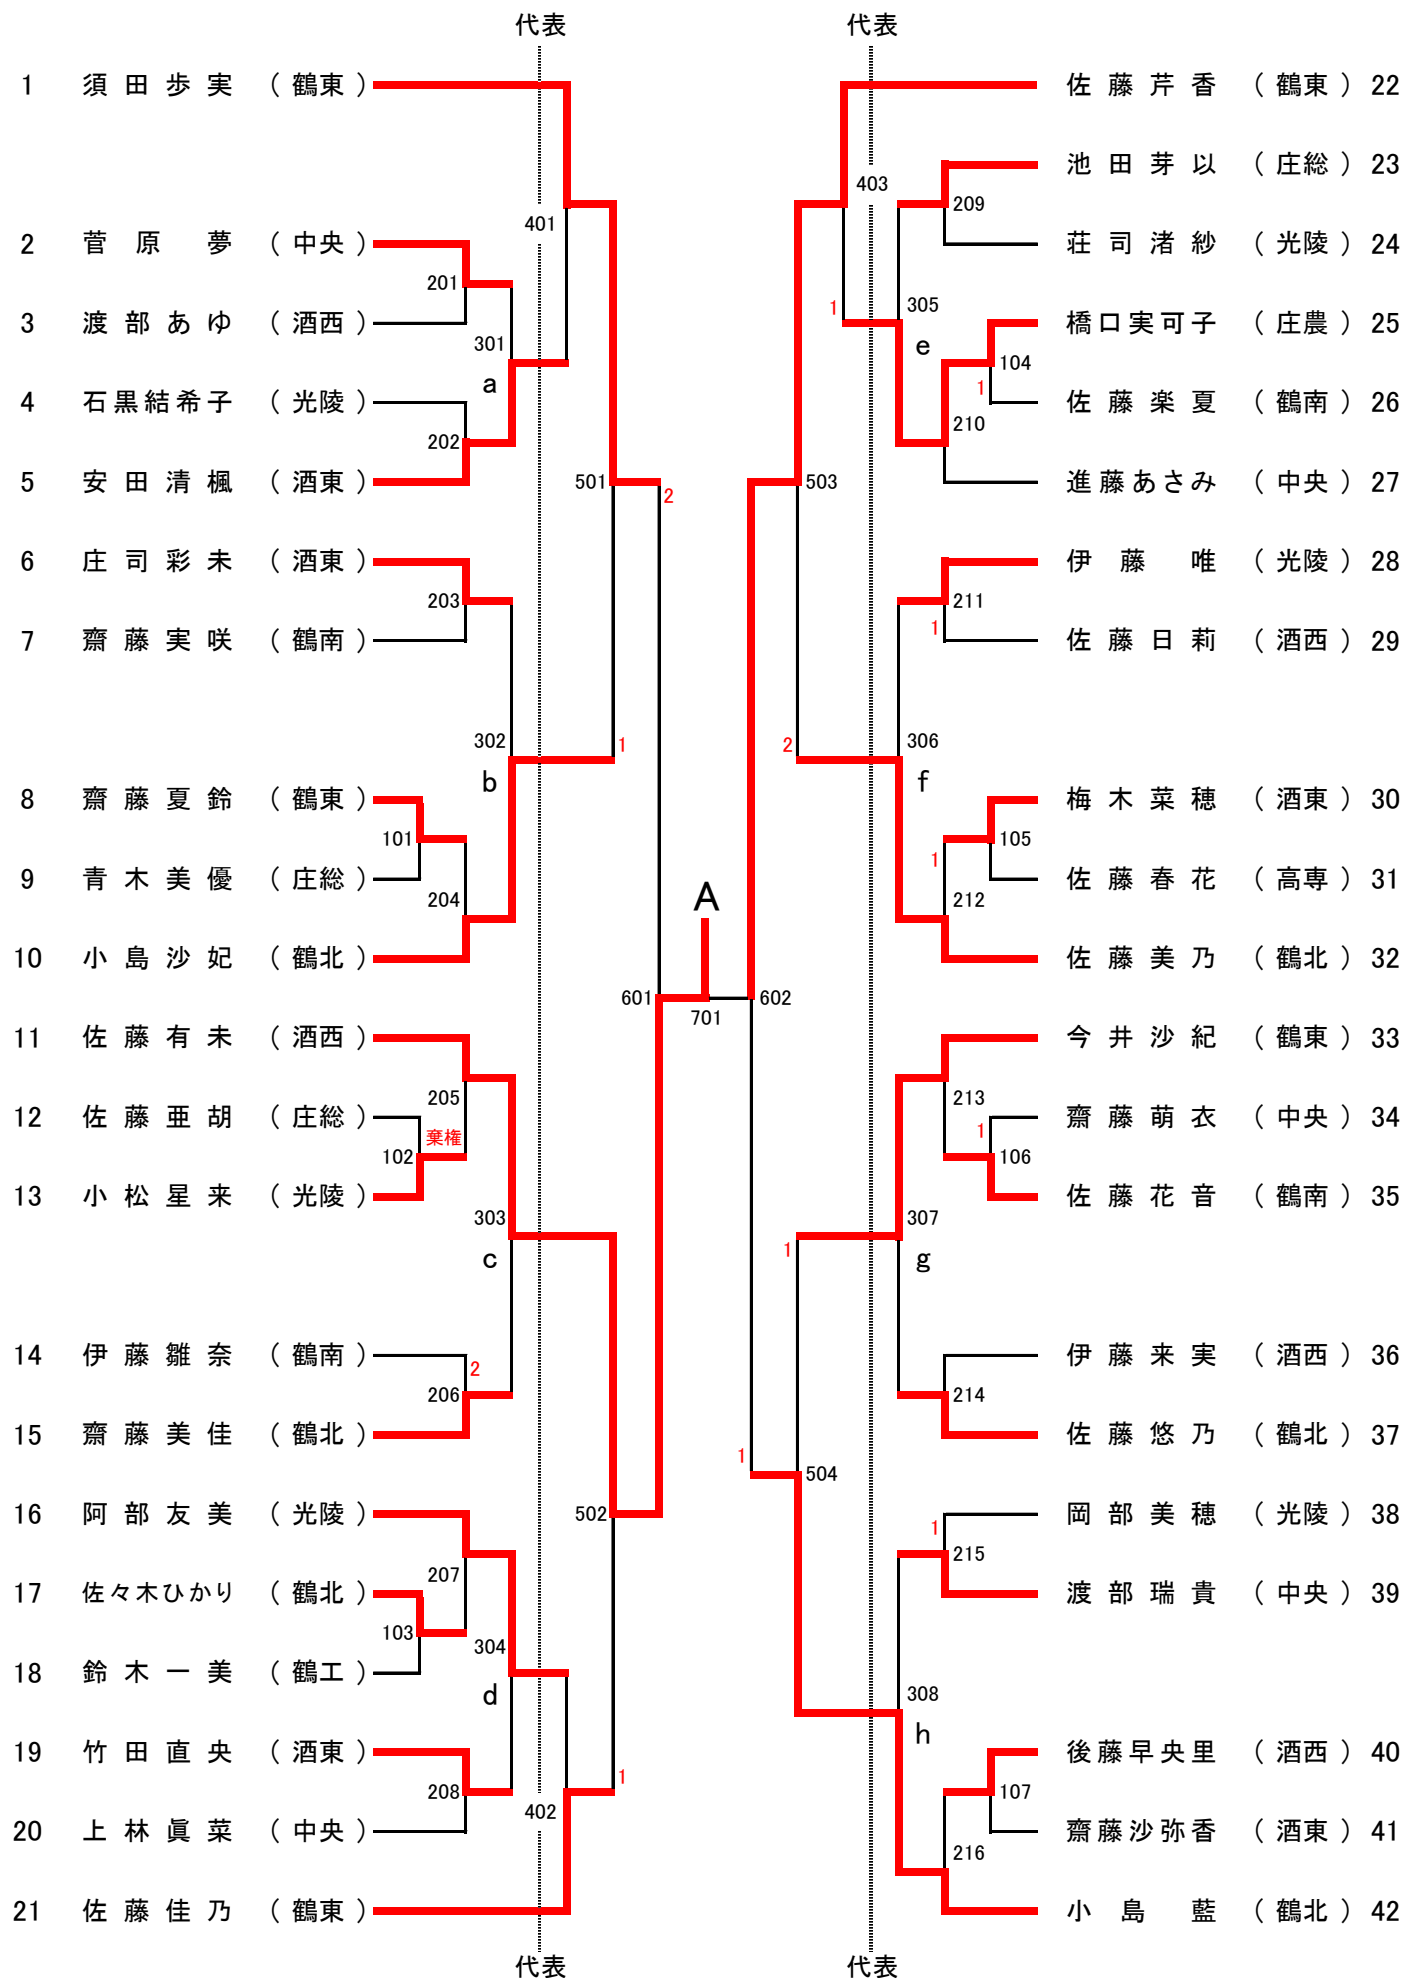 代表 代表
1 須田歩実 （鶴東）
2 菅原 夢 （中央）
3 渡部あゆ （酒西）
4 石黒結希子 （光陵）
5 安田清楓 （酒東）
6 庄司彩未 （酒東）
7 齋藤実咲 （鶴南）
8 齋藤夏鈴 （鶴東）
9 青木美優 （庄総）
10 小島沙妃 （鶴北）
11 佐藤有未 （酒西）
12 佐藤亜胡 （庄総）
13 小松星来 （光陵）
14 伊藤雛奈 （鶴南）
15 齋藤美佳 （鶴北）
16 阿部友美 （光陵）
17 佐々木ひかり （鶴北）
18 鈴木一美 （鶴工）
19 竹田直央 （酒東）
20 上林眞菜 （中央）
21 佐藤佳乃 （鶴東）
401
201
301
a
202
501
2
203
302
1
b
101
204
601
205
棄権
102
303
c
2
206
502
207
103
304
d
1
208
402
A
701
佐藤芹香 （鶴東） 22
池田芽以 （庄総） 23
荘司渚紗 （光陵） 24
橋口実可子 （庄農） 25
佐藤楽夏 （鶴南） 26
進藤あさみ （中央） 27
伊藤 唯 （光陵） 28
佐藤日莉 （酒西） 29
梅木菜穂 （酒東） 30
佐藤春花 （高専） 31
佐藤美乃 （鶴北） 32
今井沙紀 （鶴東） 33
齋藤萌衣 （中央） 34
佐藤花音 （鶴南） 35
伊藤来実 （酒西） 36
佐藤悠乃 （鶴北） 37
岡部美穂 （光陵） 38
渡部瑞貴 （中央） 39
後藤早央里 （酒西） 40
齋藤沙弥香 （酒東） 41
小島 藍 （鶴北） 42
403
209
1
305
e
104
1
210
503
211
1
2
306
f
105
1
212
602
213
1
106
307
1
g
214
1
504
1
215
308
h
107
216
代表 代表